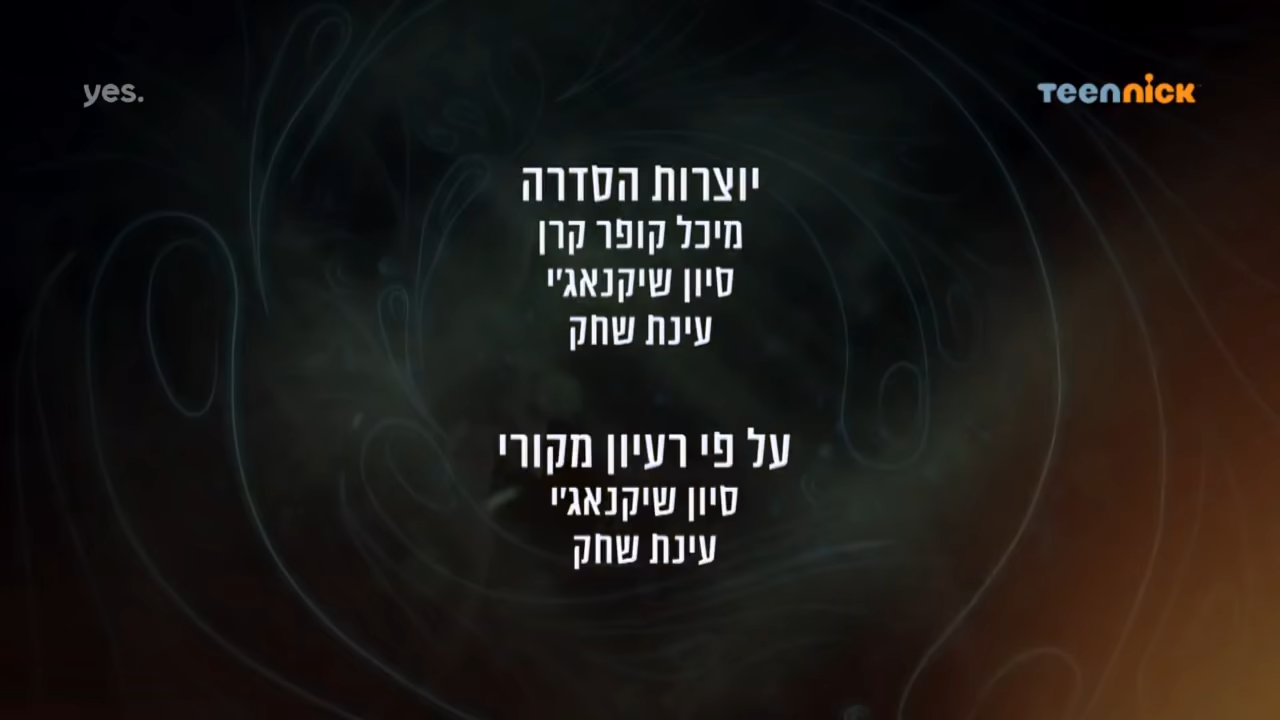 yes.
TEENNICK
יוצרות הסדרה
מיכל קופר קרן
סיון שיקנאג'י
עינת שחק
על פי רעיון מקורי
סיון שיקנאג'י
עינת שחק